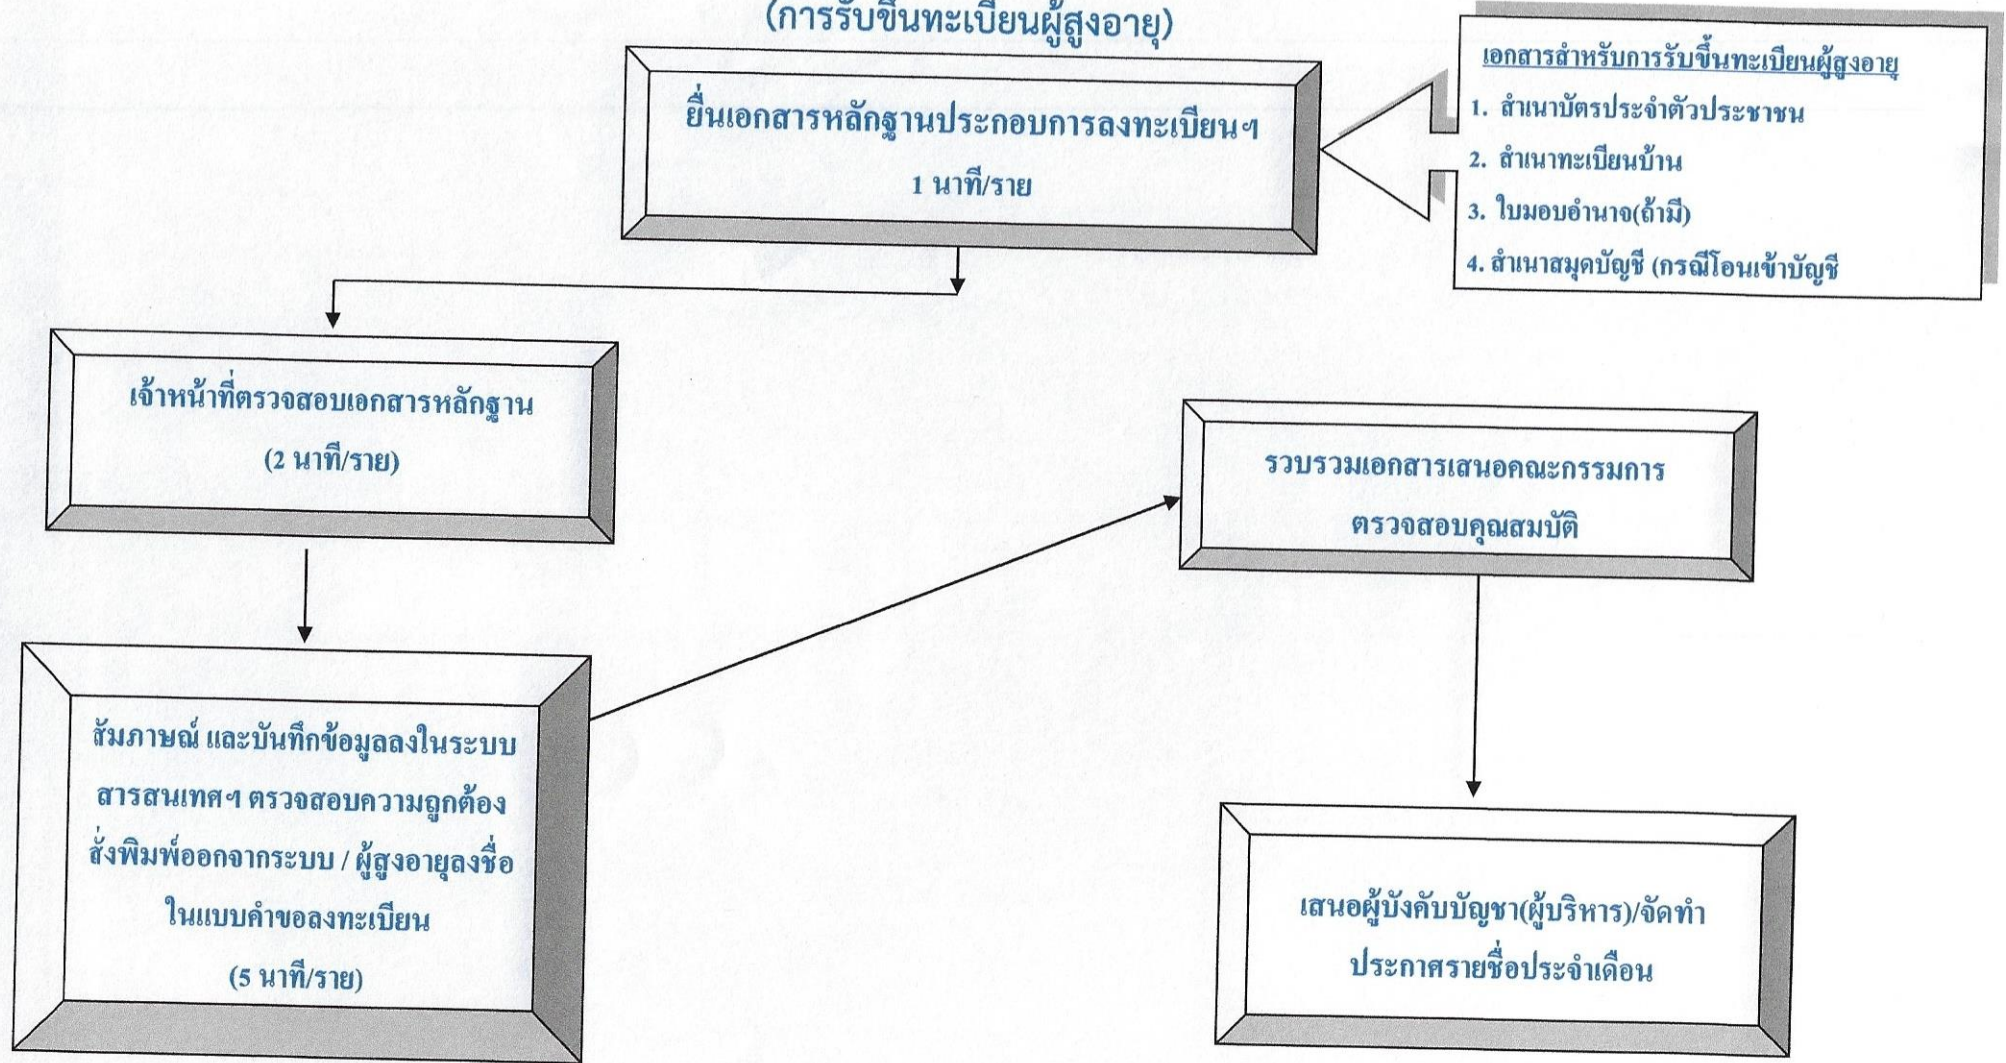 (การรับขึ้นทะเบียนผู้สูงอายุ)
ยื่นเอกสารหลักฐานประกอบการลงทะเบียนฯ
1 นาที/ราย
เอกสารสำหรับการรับขึ้นทะเบียนผู้สูงอายุ
1. สำเนาบัตรประจำตัวประชาชน
2. สำเนาทะเบียนบ้าน
3. ใบมอบอำนาจ(ถ้ามี)
4. สำเนาสมุดบัญชี (กรณีโอนเข้าบัญชี
เจ้าหน้าที่ตรวจสอบเอกสารหลักฐาน
(2 นาที/ราย)
สัมภาษณ์ และบันทึกข้อมูลลงในระบบ
สารสนเทศฯ ตรวจสอบความถูกต้อง
สั่งพิมพ์ออกจากระบบ / ผู้สูงอายุลงชื่อ
ในแบบคำขอลงทะเบียน
(5 นาที/ราย)
รวบรวมเอกสารเสนอคณะกรรมการ
ตรวจสอบคุณสมบัติ
เสนอผู้บังคับบัญชา(ผู้บริหาร)/จัดทำ
ประกาศรายชื่อประจำเดือน